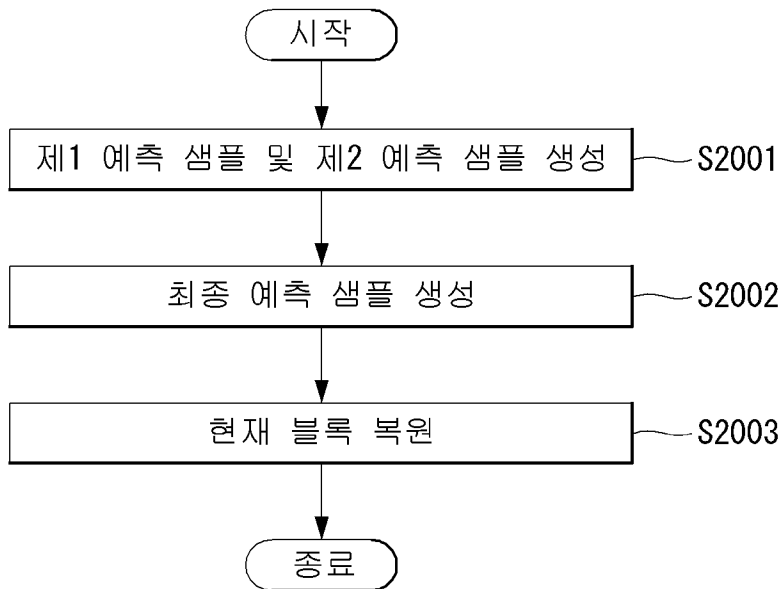 시작
제1 예측 샘플 및 제2 예측 샘플 생성
S2001
최종 예측 샘플 생성
S2002
현재 블록 복원
S2003
종료